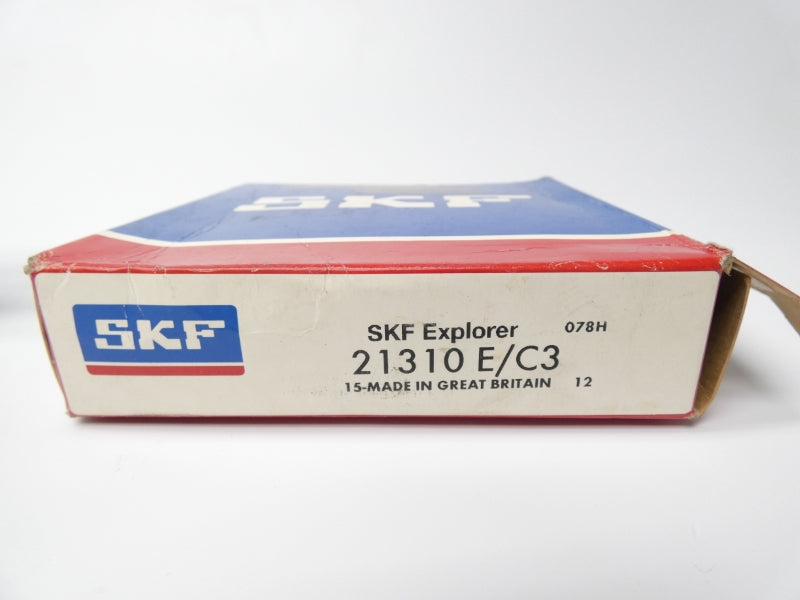 SKF
SKF
SKF Explorer 078H
21310 E/C3
15-MADE IN GREAT BRITAIN 12